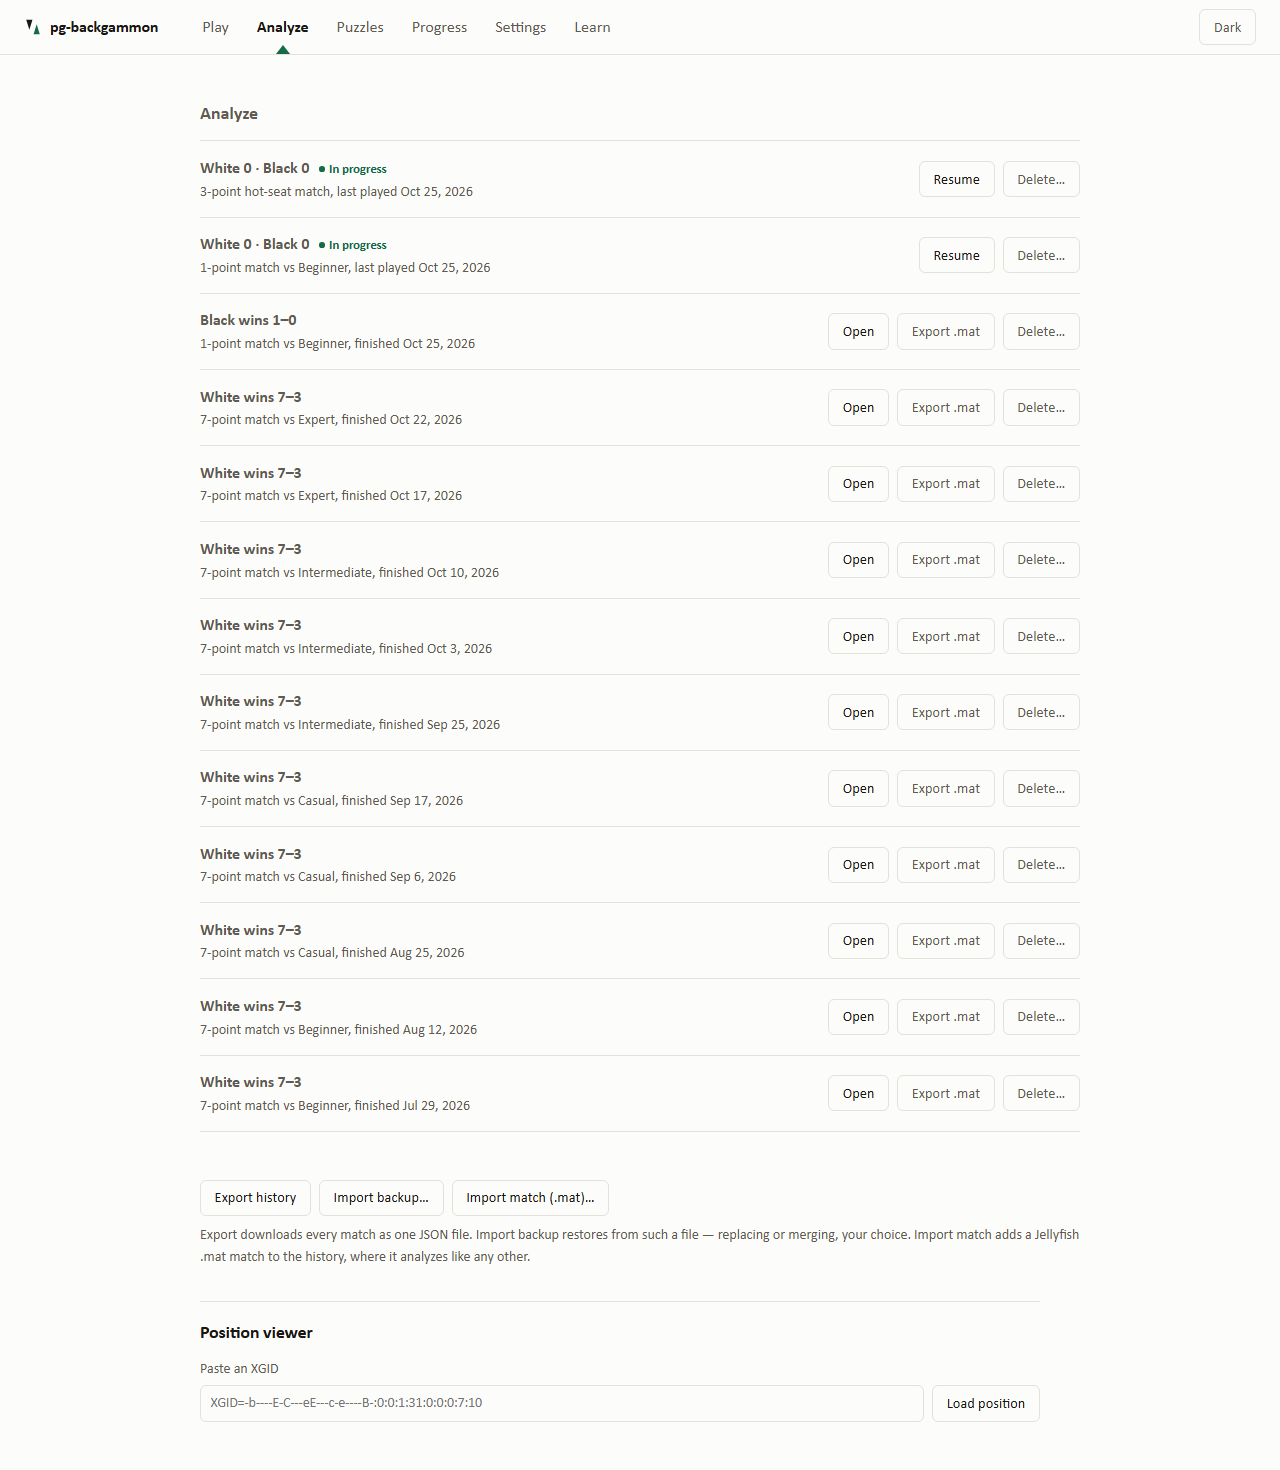 pg-backgammon
Play
Analyze
Puzzles
Progress
Settings
Learn
Dark
Analyze
White 0 · Black 0 ● In progress
3-point hot-seat match, last played Oct 25, 2026
Resume
Delete...
White 0 · Black 0 ● In progress
1-point match vs Beginner, last played Oct 25, 2026
Resume
Delete...
Black wins 1–0
1-point match vs Beginner, finished Oct 25, 2026
Open
Export .mat
Delete...
White wins 7–3
7-point match vs Expert, finished Oct 22, 2026
Open
Export .mat
Delete...
White wins 7–3
7-point match vs Expert, finished Oct 17, 2026
Open
Export .mat
Delete...
White wins 7–3
7-point match vs Intermediate, finished Oct 10, 2026
Open
Export .mat
Delete...
White wins 7–3
7-point match vs Intermediate, finished Oct 3, 2026
Open
Export .mat
Delete...
White wins 7–3
7-point match vs Intermediate, finished Sep 25, 2026
Open
Export .mat
Delete...
White wins 7–3
7-point match vs Casual, finished Sep 17, 2026
Open
Export .mat
Delete...
White wins 7–3
7-point match vs Casual, finished Sep 6, 2026
Open
Export .mat
Delete...
White wins 7–3
7-point match vs Casual, finished Aug 25, 2026
Open
Export .mat
Delete...
White wins 7–3
7-point match vs Beginner, finished Aug 12, 2026
Open
Export .mat
Delete...
White wins 7–3
7-point match vs Beginner, finished Jul 29, 2026
Open
Export .mat
Delete...
Export history
Import backup...
Import match (.mat)...
Export downloads every match as one JSON file. Import backup restores from such a file — replacing or merging, your choice. Import match adds a Jellyfish
.mat match to the history, where it analyzes like any other.
Position viewer
Paste an XGID
XGID=-b----E-C---eE---c-e----B-:0:0:1:31:0:0:0:7:10
Load position